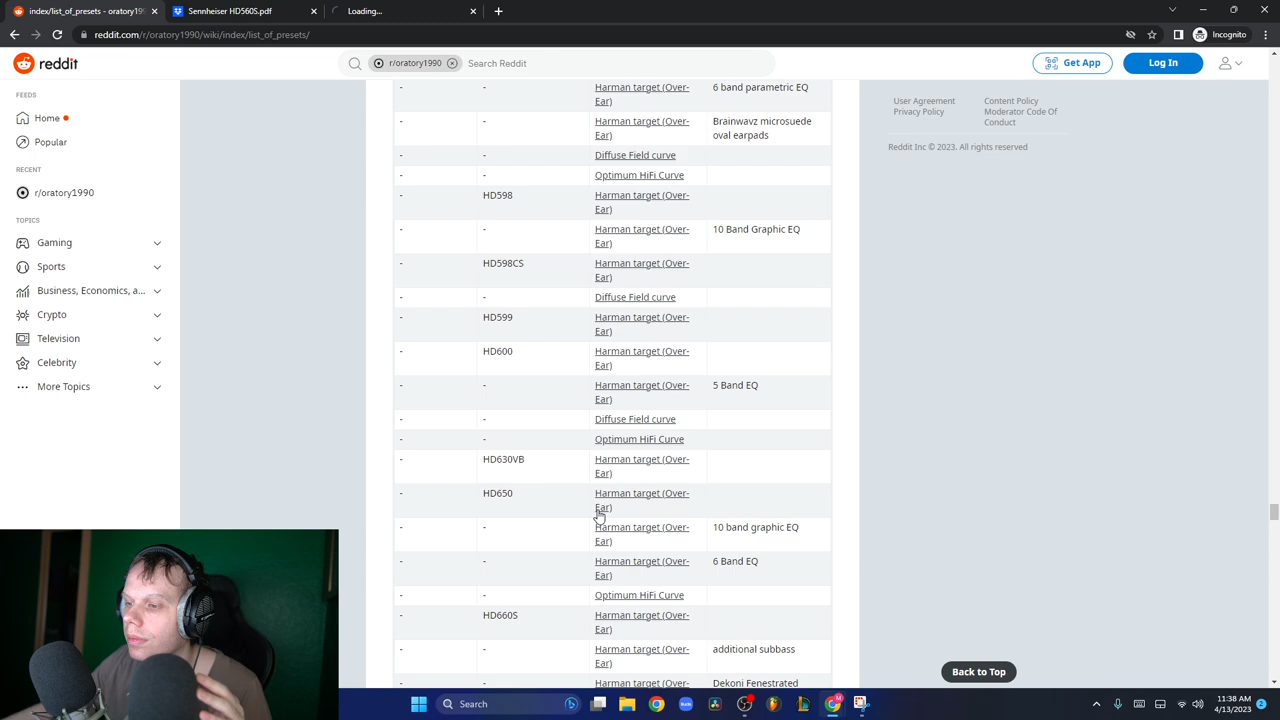 index/list_of_presets - oratory1990
Sennheiser HD560S.pdf
Loading...
reddit.com/r/oratory1990/wiki/index/list_of_presets/
Incognito
reddit
r/oratory1990
Search Reddit
Get App
Log In
FEEDS
Home
Popular
RECENT
r/oratory1990
TOPICS
Gaming
Sports
Business, Economics, a...
Crypto
Television
Celebrity
More Topics
- - Harman target (Over-
Ear) 6 band parametric EQ
- - Harman target (Over-
Ear) Brainwavz microsuede
oval earpads
- - Diffuse Field curve
- - Optimum HiFi Curve
- HD598 Harman target (Over-
Ear)
- - Harman target (Over-
Ear) 10 Band Graphic EQ
- HD598CS Harman target (Over-
Ear)
- - Diffuse Field curve
- HD599 Harman target (Over-
Ear)
- HD600 Harman target (Over-
Ear)
- - Harman target (Over-
Ear) 5 Band EQ
- - Diffuse Field curve
- - Optimum HiFi Curve
- HD630VB Harman target (Over-
Ear)
- HD650 Harman target (Over-
Ear)
- - Harman target (Over-
Ear) 10 band graphic EQ
- - Harman target (Over-
Ear) 6 Band EQ
- - Optimum HiFi Curve
- HD660S Harman target (Over-
Ear)
- - Harman target (Over-
Ear) additional subbass
- - Harman target (Over- Dekoni Fenestrated
User Agreement
Privacy Policy
Content Policy
Moderator Code Of
Conduct
Reddit Inc © 2023. All rights reserved
Back to Top
Search
11:38 AM
4/13/2023
2